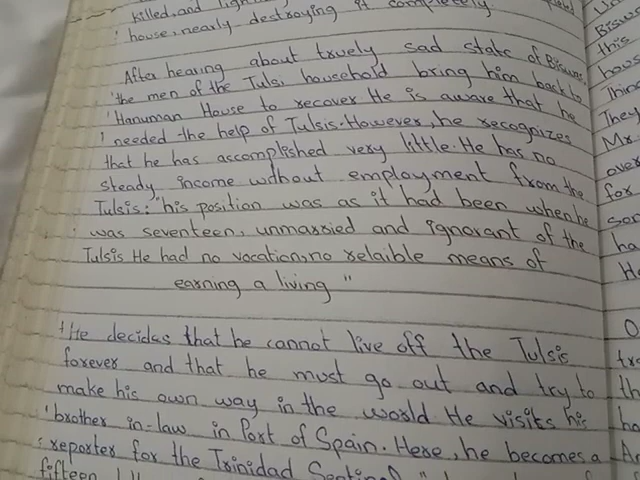 killed, and
house, nearly destroying it completely
After hearing about truely sad state of Biswas,
the men of the Tulsi household bring him back to
Hanuman House to recover He is aware that he
needed the help of Tulsis. However, he recognizes
that he has accomplished very little. He has no
steady income without employment from the
Tulsis: "his position was as it had been when he
was seventeen, unmarried and ignorant of the
Tulsis He had no vocation, no relaible means of
earning a living"
He decides that he cannot live off the Tulsis
forever and that he must go out and try to
make his own way in the world He visits his
brother in-law in Port of Spain. Here, he becomes a
reporter for the Trinidad Sentinel
fifteen
this
They
Mr
over
for